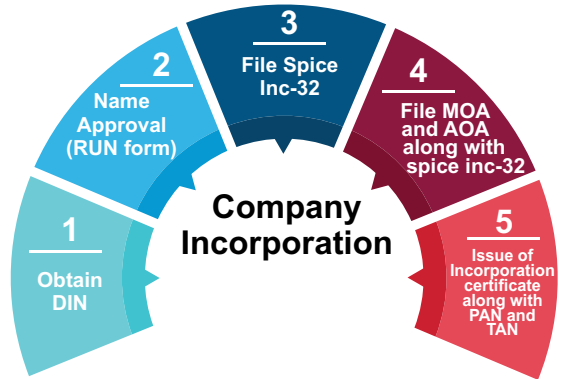 1
Obtain
DIN
2
Name
Approval
(RUN form)
3
File Spice
Inc-32
4
File MOA
and AOA
along with
spice inc-32
5
Issue of
Incorporation
certificate
along with
PAN and
TAN
Company
Incorporation